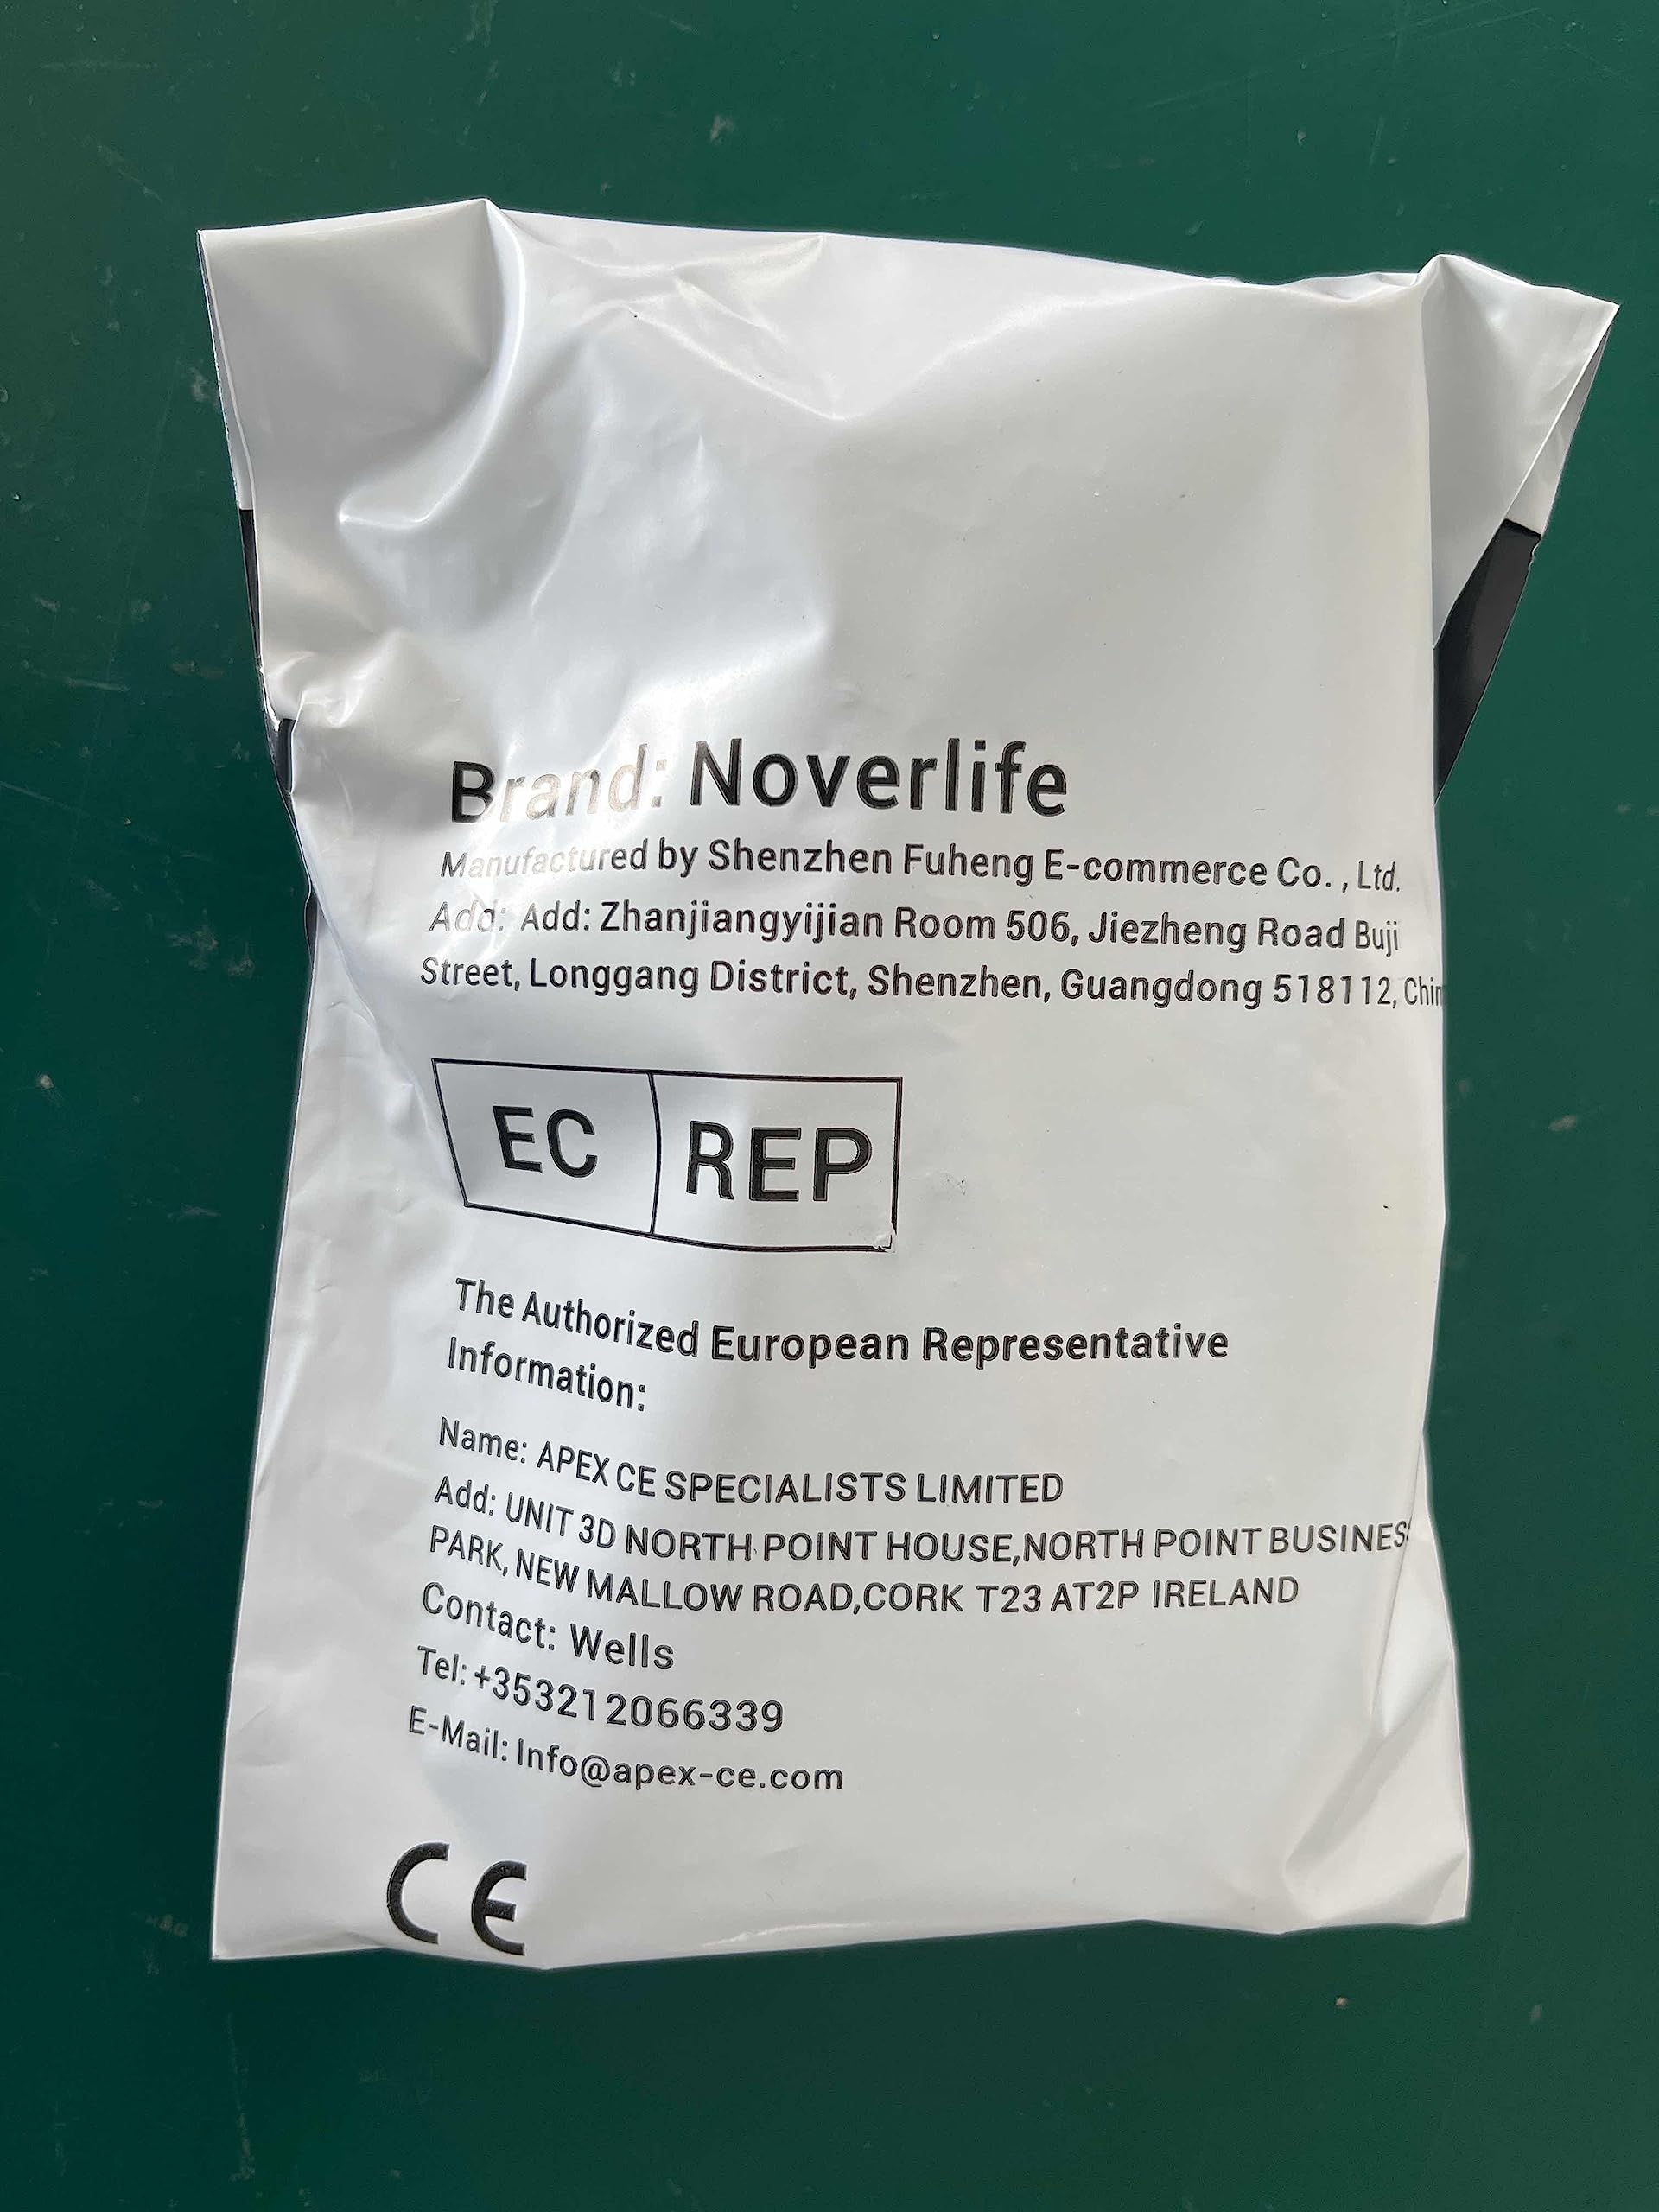 Brand: Noverlife
Manufactured by Shenzhen Fuheng E-commerce Co. , Ltd.
Add: Add: Zhanjiangyijian Room 506, Jiezheng Road Buji
Street, Longgang District, Shenzhen, Guangdong 518112, Chin
EC REP
The Authorized European Representative
Information:
Name: APEX CE SPECIALISTS LIMITED
Add: UNIT 3D NORTH POINT HOUSE,NORTH POINT BUSINES
PARK, NEW MALLOW ROAD,CORK T23 AT2P IRELAND
Contact: Wells
Tel: +353212066339
E-Mail: Info@apex-ce.com
CE